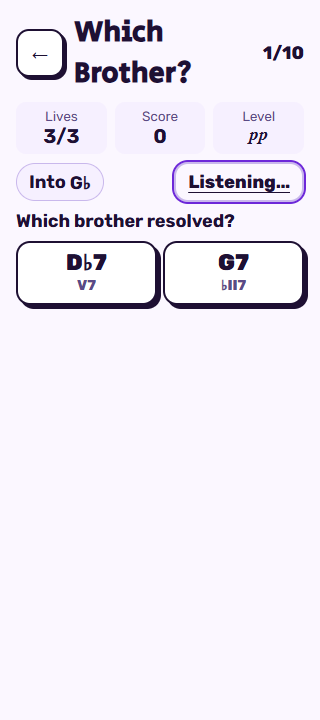 ←
Which
Brother?
1/10
Lives
3/3
Score
0
Level
pp
Into G♭
Listening...
Which brother resolved?
D♭7
V7
G7
♭II7